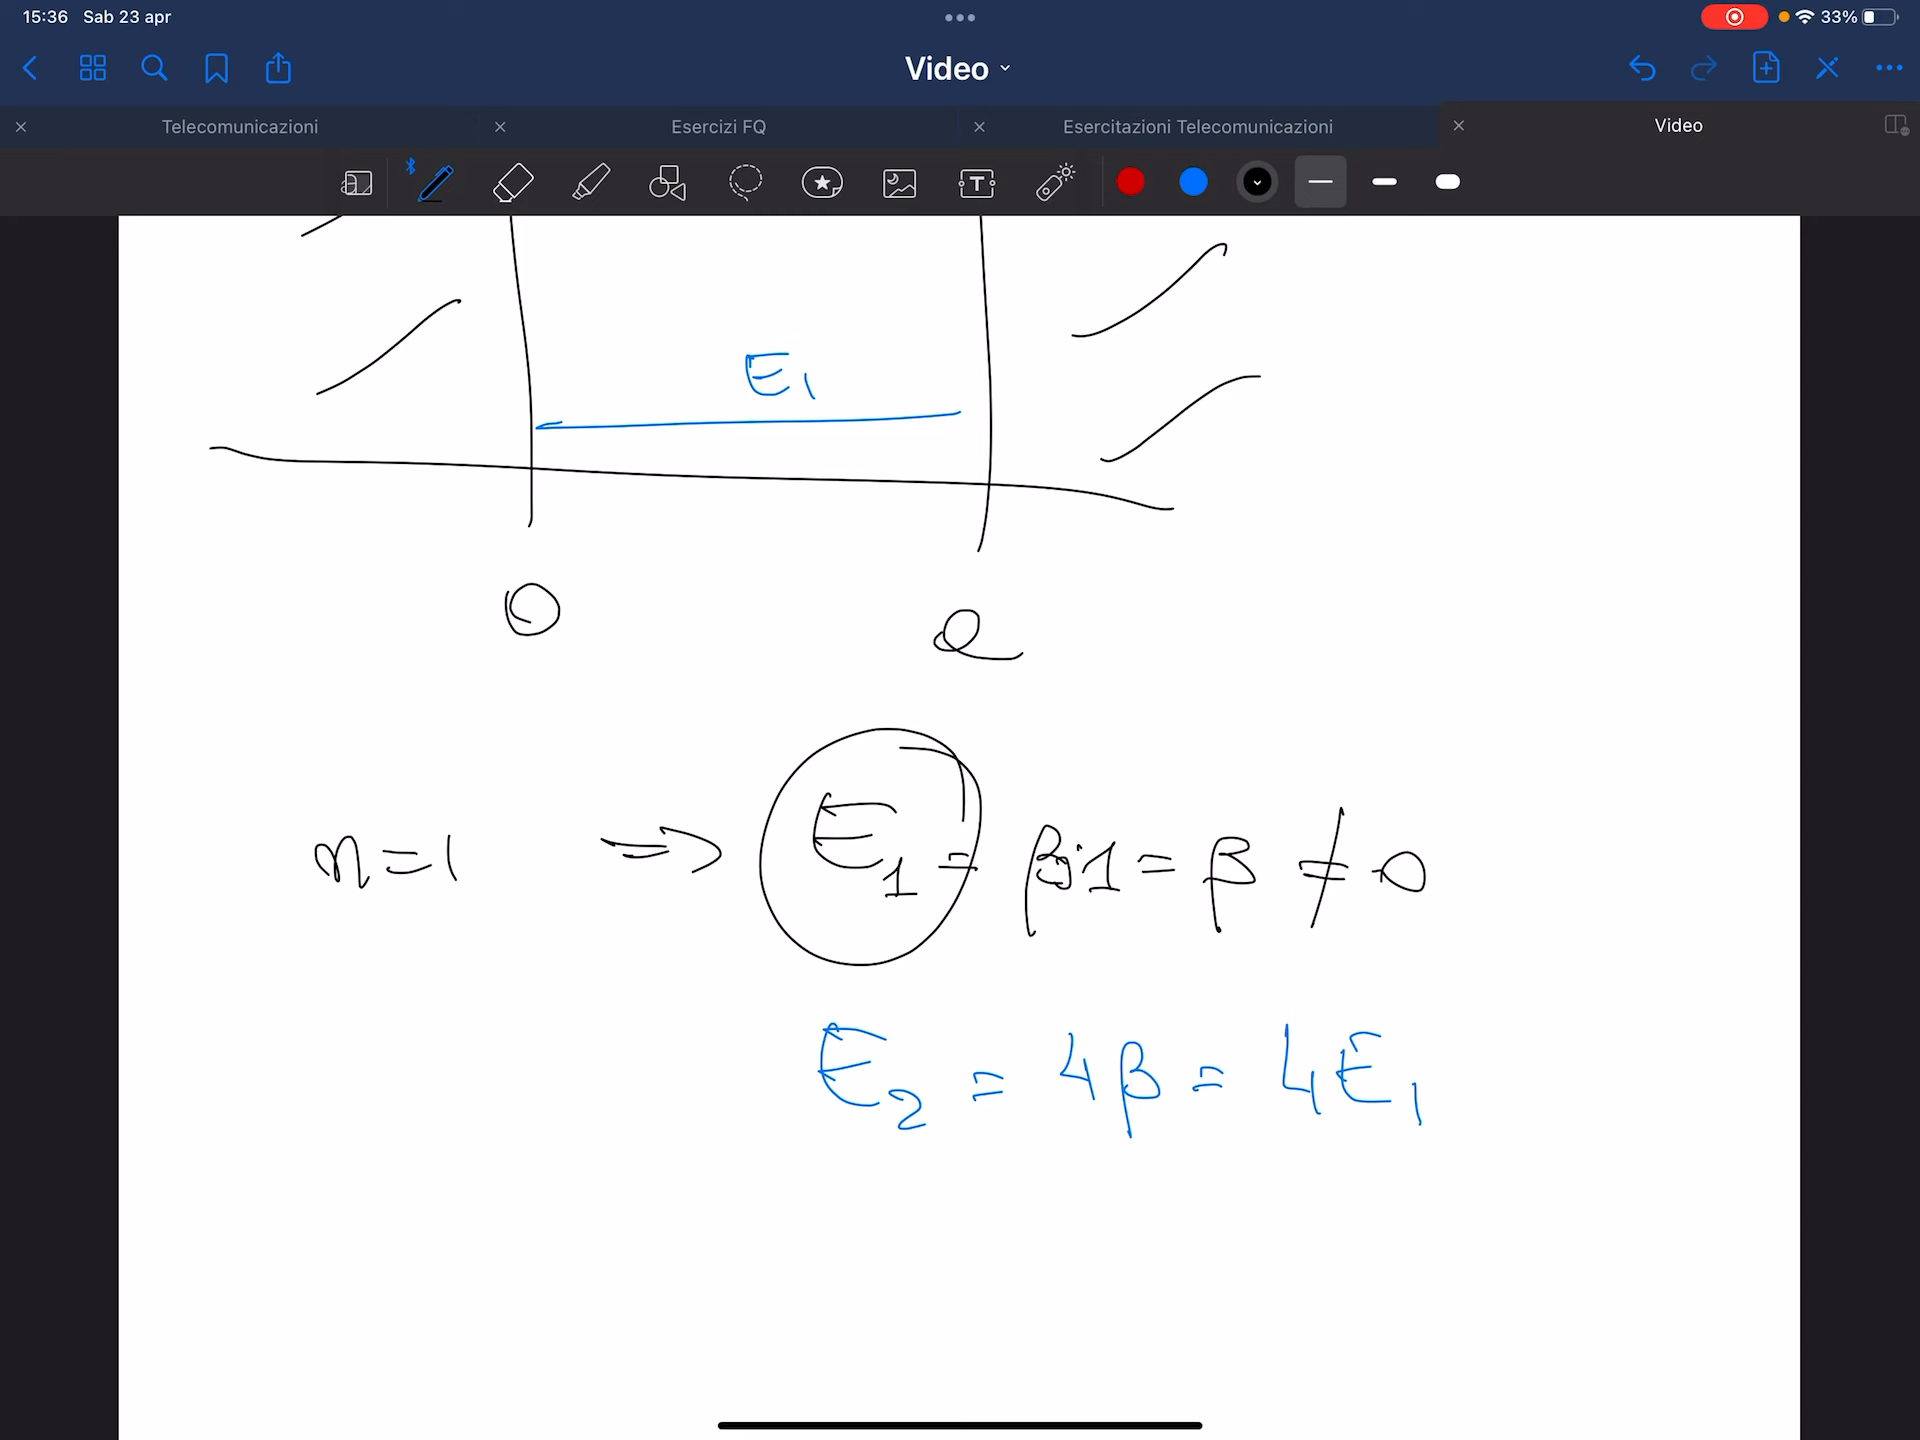 15:36 Sab 23 apr
33%
Video
Telecomunicazioni
Esercizi FQ
Esercitazioni Telecomunicazioni
Video
T
E₁
0
a
n=1 => E₁ = β·1 = β ≠ 0
E₂ = 4β = 4E₁